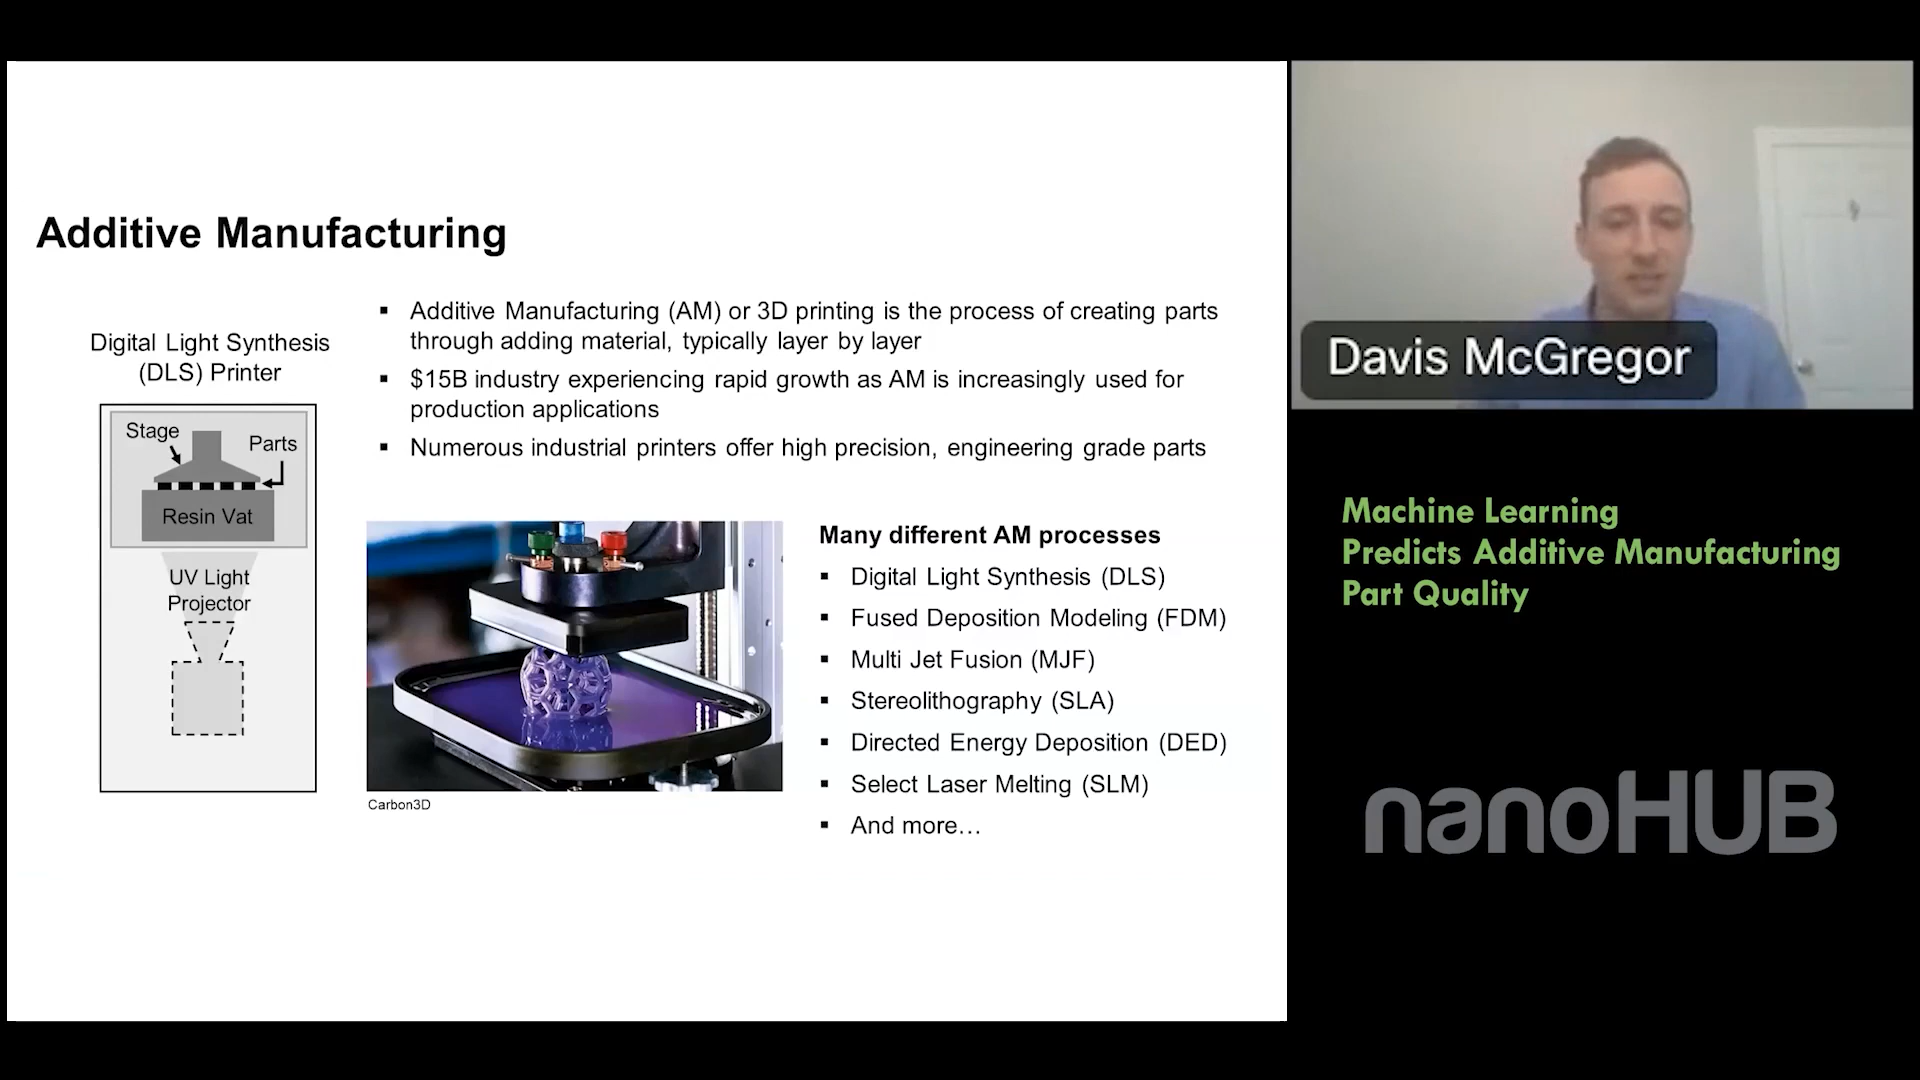 Additive Manufacturing
Digital Light Synthesis
(DLS) Printer
Stage
Parts
Resin Vat
UV Light
Projector
▪ Additive Manufacturing (AM) or 3D printing is the process of creating parts
through adding material, typically layer by layer
▪ $15B industry experiencing rapid growth as AM is increasingly used for
production applications
▪ Numerous industrial printers offer high precision, engineering grade parts
Carbon3D
Many different AM processes
▪ Digital Light Synthesis (DLS)
▪ Fused Deposition Modeling (FDM)
▪ Multi Jet Fusion (MJF)
▪ Stereolithography (SLA)
▪ Directed Energy Deposition (DED)
▪ Select Laser Melting (SLM)
▪ And more…
Davis McGregor
Machine Learning
Predicts Additive Manufacturing
Part Quality
nanoHUB